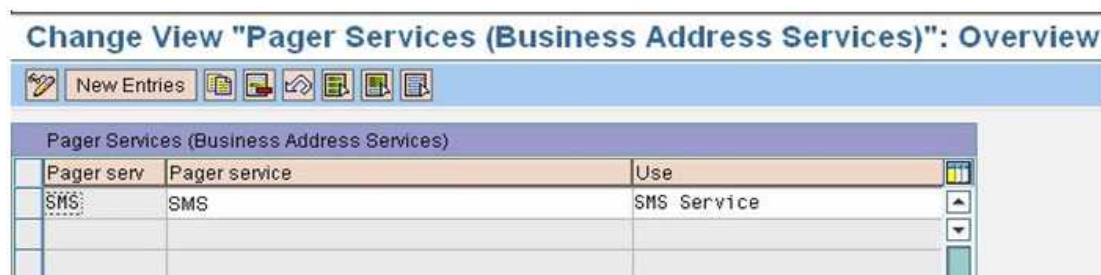 Change View "Pager Services (Business Address Services)": Overview
New Entries
Pager Services (Business Address Services)
Pager serv Pager service Use
SMS SMS SMS Service